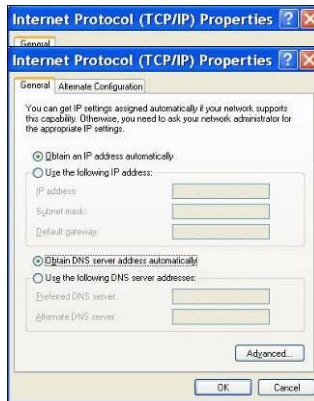 Internet Protocol (TCP/IP) Properties
General
Internet Protocol (TCP/IP) Properties
General Alternate Configuration
You can get IP settings assigned automatically if your network supports
this capability. Otherwise, you need to ask your network administrator for
the appropriate IP settings.
Obtain an IP address automatically
Use the following IP address:
IP address:
Subnet mask:
Default gateway:
Obtain DNS server address automatically
Use the following DNS server addresses:
Preferred DNS server:
Alternate DNS server:
Advanced...
OK Cancel